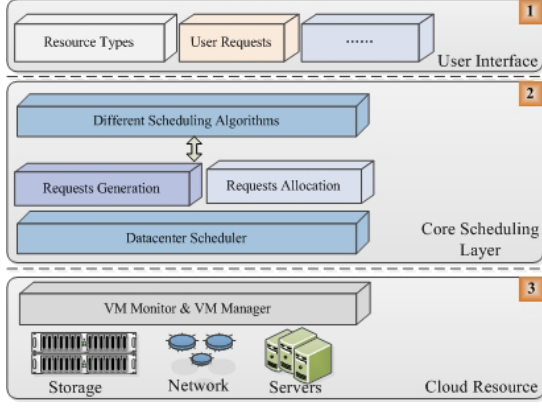 1
Resource Types
User Requests
......
User Interface
2
Different Scheduling Algorithms
Requests Generation
Requests Allocation
Datacenter Scheduler
Core Scheduling
Layer
3
VM Monitor & VM Manager
Storage
Network
Servers
Cloud Resource